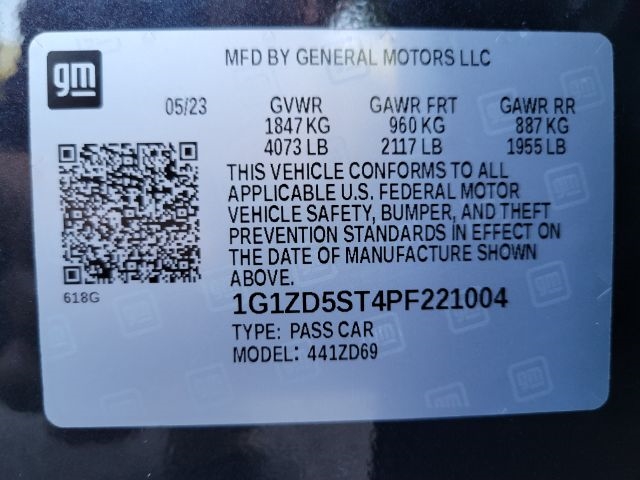 gm
MFD BY GENERAL MOTORS LLC
05/23 GVWR GAWR FRT GAWR RR
1847 KG 960 KG 887 KG
4073 LB 2117 LB 1955 LB
THIS VEHICLE CONFORMS TO ALL
APPLICABLE U.S. FEDERAL MOTOR
VEHICLE SAFETY, BUMPER, AND THEFT
PREVENTION STANDARDS IN EFFECT ON
THE DATE OF MANUFACTURE SHOWN
ABOVE.
618G
1G1ZD5ST4PF221004
TYPE: PASS CAR
MODEL: 441ZD69